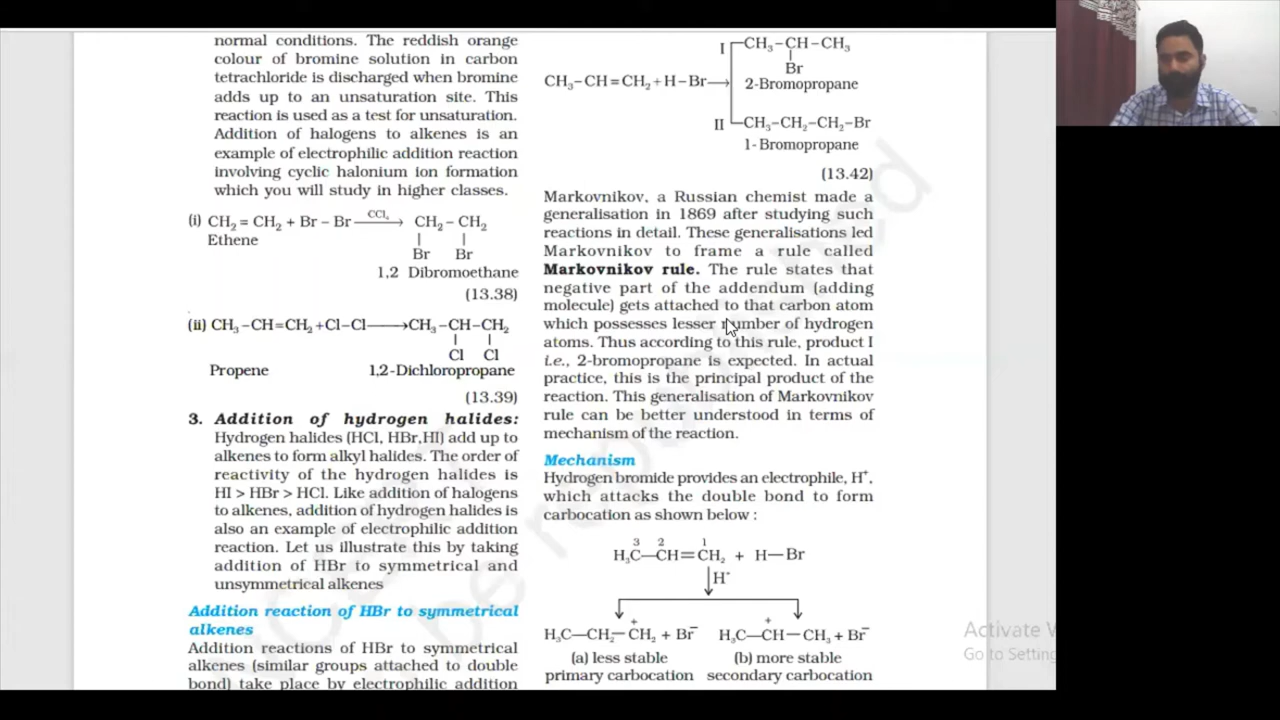 normal conditions. The reddish orange
colour of bromine solution in carbon
tetrachloride is discharged when bromine
adds up to an unsaturation site. This
reaction is used as a test for unsaturation.
Addition of halogens to alkenes is an
example of electrophilic addition reaction
involving cyclic halonium ion formation
which you will study in higher classes.
(i) CH₂ = CH₂ + Br – Br —CCl₄→ CH₂ – CH₂
| |
Ethene Br Br
1,2 Dibromoethane
(13.38)
(ii) CH₃ –CH=CH₂ +Cl–Cl⟶CH₃ –CH–CH₂
| |
Cl Cl
Propene 1,2-Dichloropropane
(13.39)
3. Addition of hydrogen halides:
Hydrogen halides (HCl, HBr,HI) add up to
alkenes to form alkyl halides. The order of
reactivity of the hydrogen halides is
HI > HBr > HCl. Like addition of halogens
to alkenes, addition of hydrogen halides is
also an example of electrophilic addition
reaction. Let us illustrate this by taking
addition of HBr to symmetrical and
unsymmetrical alkenes
Addition reaction of HBr to symmetrical
alkenes
Addition reactions of HBr to symmetrical
alkenes (similar groups attached to double
bond) take place by electrophilic addition
I CH₃ –CH–CH₃
|
Br
2-Bromopropane
CH₃–CH=CH₂ +H–Br⟶
II CH₃–CH₂–CH₂–Br
1- Bromopropane
(13.42)
Markovnikov, a Russian chemist made a
generalisation in 1869 after studying such
reactions in detail. These generalisations led
Markovnikov to frame a rule called
Markovnikov rule. The rule states that
negative part of the addendum (adding
molecule) gets attached to that carbon atom
which possesses lesser number of hydrogen
atoms. Thus according to this rule, product I
i.e., 2-bromopropane is expected. In actual
practice, this is the principal product of the
reaction. This generalisation of Markovnikov
rule can be better understood in terms of
mechanism of the reaction.
Mechanism
Hydrogen bromide provides an electrophile, H⁺,
which attacks the double bond to form
carbocation as shown below :
3 2 1
H₃C—CH=CH₂ + H—Br
H⁺
+ +
H₃C—CH₂—CH₂ + Br⁻ H₃C—CH—CH₃ + Br⁻
(a) less stable (b) more stable
primary carbocation secondary carbocation
Activate W
Go to Setting